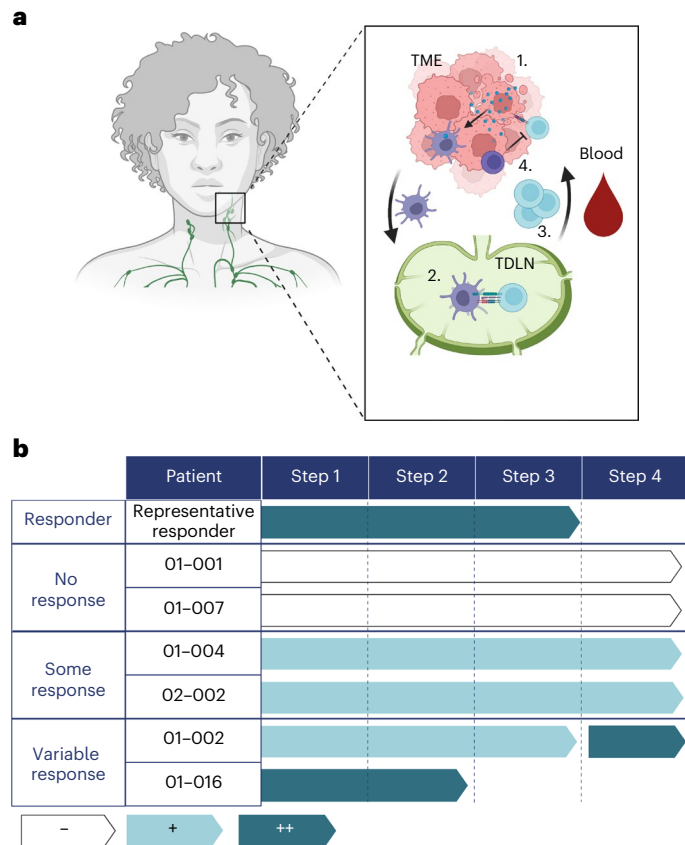 a
TME
1.
4.
Blood
3.
2.
TDLN
b
Patient Step 1 Step 2 Step 3 Step 4
Responder
Representative
responder
No
response
01–001
01–007
Some
response
01–004
02–002
Variable
response
01–002
01–016
– + ++